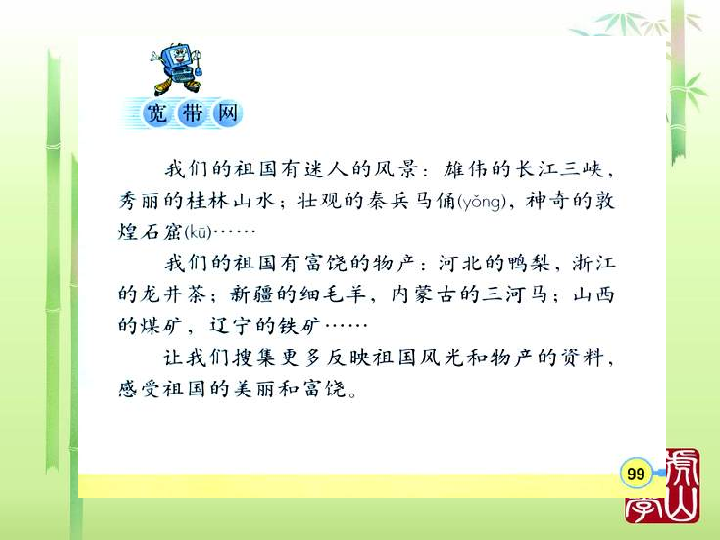 宽带网
我们的祖国有迷人的风景：雄伟的长江三峡，
秀丽的桂林山水；壮观的秦兵马俑(yǒng)，神奇的敦
煌石窟(kū)……
我们的祖国有富饶的物产：河北的鸭梨，浙江
的龙井茶；新疆的细毛羊，内蒙古的三河马；山西
的煤矿，辽宁的铁矿……
让我们搜集更多反映祖国风光和物产的资料，
感受祖国的美丽和富饶。
99